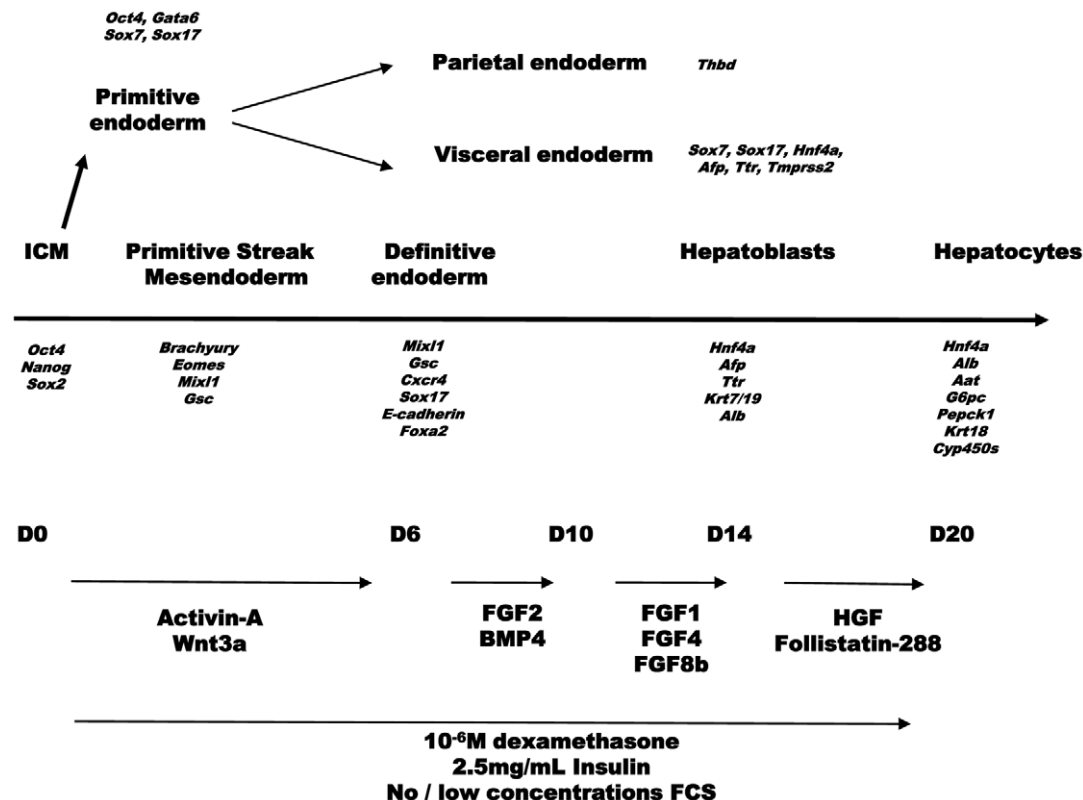 Oct4, Gata6
Sox7, Sox17
Primitive
endoderm
Parietal endoderm
Thbd
Visceral endoderm
Sox7, Sox17, Hnf4a,
Afp, Ttr, Tmprss2
ICM
Primitive Streak
Mesendoderm
Definitive
endoderm
Hepatoblasts
Hepatocytes
Oct4
Nanog
Sox2
Brachyury
Eomes
Mixl1
Gsc
Mixl1
Gsc
Cxcr4
Sox17
E-cadherin
Foxa2
Hnf4a
Afp
Ttr
Krt7/19
Alb
Hnf4a
Alb
Aat
G6pc
Pepck1
Krt18
Cyp450s
D0
D6
D10
D14
D20
Activin-A
Wnt3a
FGF2
BMP4
FGF1
FGF4
FGF8b
HGF
Follistatin-288
10⁻⁶M dexamethasone
2.5mg/mL Insulin
No / low concentrations FCS